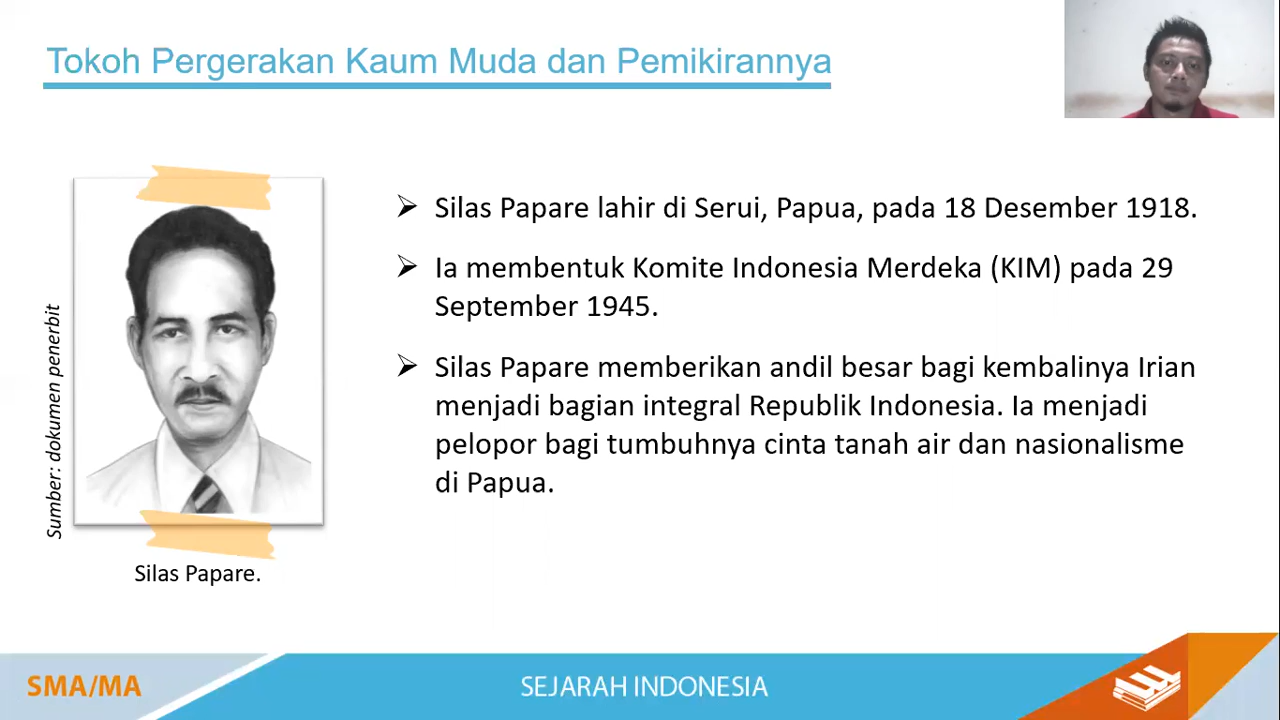 Tokoh Pergerakan Kaum Muda dan Pemikirannya
Sumber: dokumen penerbit
Silas Papare.
➢ Silas Papare lahir di Serui, Papua, pada 18 Desember 1918.
➢ Ia membentuk Komite Indonesia Merdeka (KIM) pada 29
September 1945.
➢ Silas Papare memberikan andil besar bagi kembalinya Irian
menjadi bagian integral Republik Indonesia. Ia menjadi
pelopor bagi tumbuhnya cinta tanah air dan nasionalisme
di Papua.
SMA/MA
SEJARAH INDONESIA